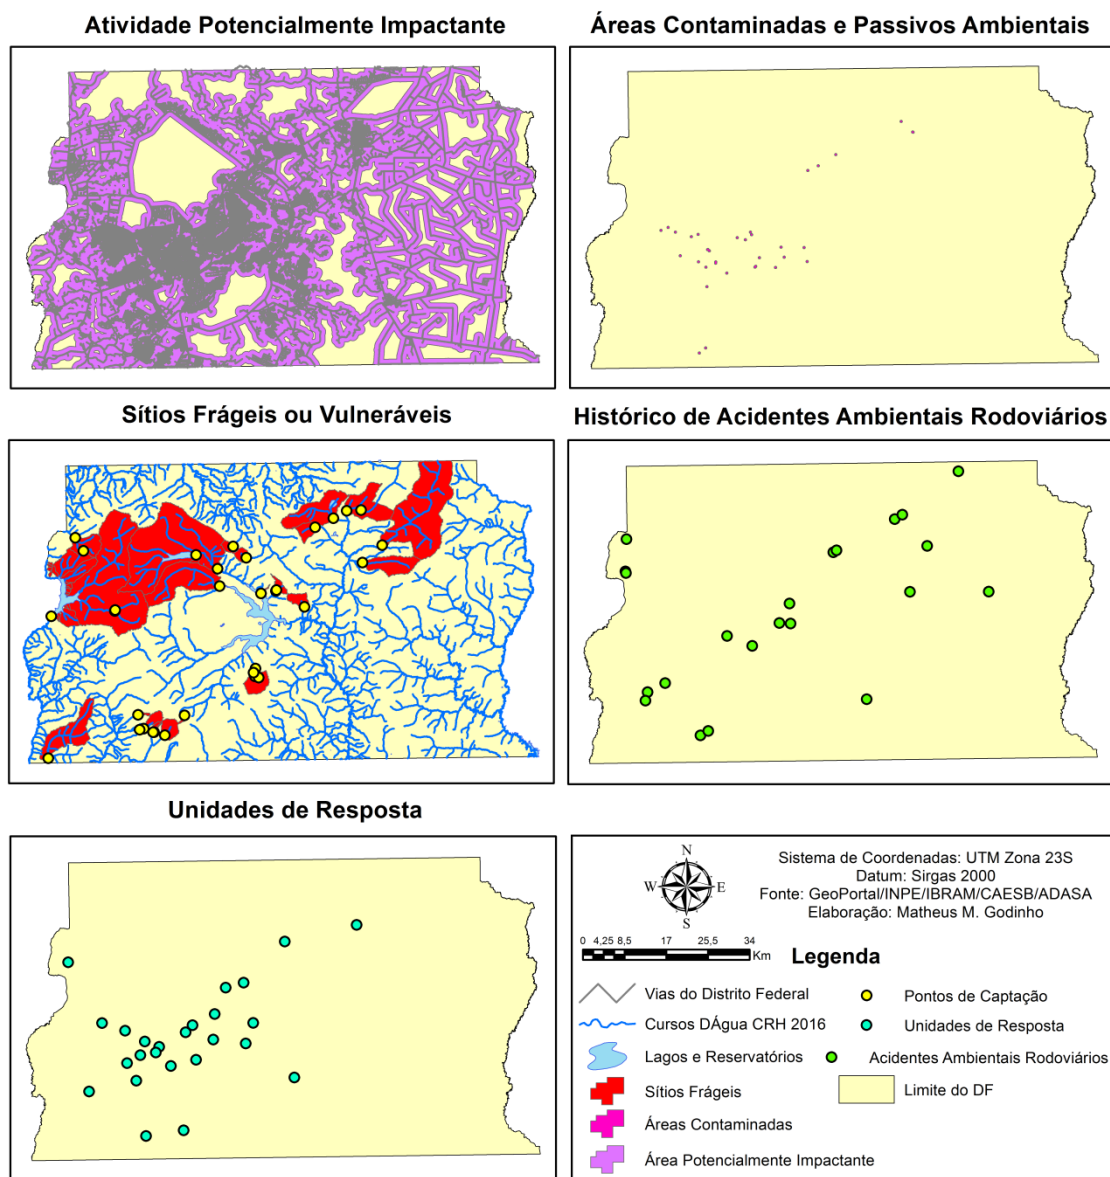 Atividade Potencialmente Impactante
Áreas Contaminadas e Passivos Ambientais
Sítios Frágeis ou Vulneráveis
Histórico de Acidentes Ambientais Rodoviários
Unidades de Resposta
N
W E
S
Sistema de Coordenadas: UTM Zona 23S
Datum: Sirgas 2000
Fonte: GeoPortal/INPE/IBRAM/CAESB/ADASA
Elaboração: Matheus M. Godinho
0 4,25 8,5 17 25,5 34
Km
Legenda
Vias do Distrito Federal
Cursos DÁgua CRH 2016
Lagos e Reservatórios
Sítios Frágeis
Áreas Contaminadas
Área Potencialmente Impactante
Pontos de Captação
Unidades de Resposta
Acidentes Ambientais Rodoviários
Limite do DF